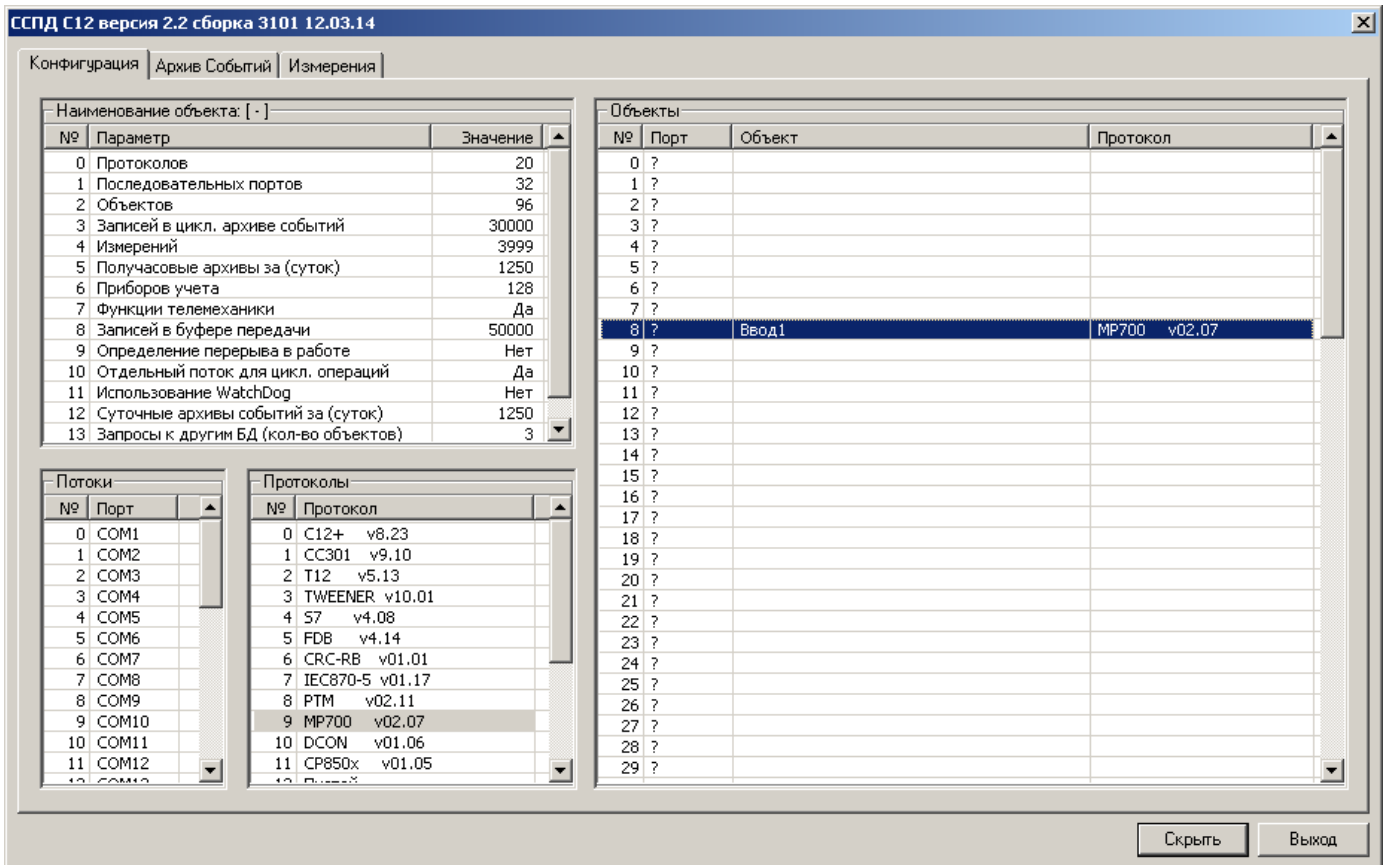 ССПД С12 версия 2.2 сборка 3101 12.03.14
Конфигурация Архив Событий Измерения
Наименование объекта: [ - ]
№ Параметр Значение
0 Протоколов 20
1 Последовательных портов 32
2 Объектов 96
3 Записей в цикл. архиве событий 30000
4 Измерений 3999
5 Получасовые архивы за (суток) 1250
6 Приборов учета 128
7 Функции телемеханики Да
8 Записей в буфере передачи 50000
9 Определение перерыва в работе Нет
10 Отдельный поток для цикл. операций Да
11 Использование WatchDog Нет
12 Суточные архивы событий за (суток) 1250
13 Запросы к другим БД (кол-во объектов) 3
Потоки
№ Порт
0 COM1
1 COM2
2 COM3
3 COM4
4 COM5
5 COM6
6 COM7
7 COM8
8 COM9
9 COM10
10 COM11
11 COM12
12 COM13
Протоколы
№ Протокол
0 C12+ v8.23
1 CC301 v9.10
2 T12 v5.13
3 TWEENER v10.01
4 S7 v4.08
5 FDB v4.14
6 CRC-RB v01.01
7 IEC870-5 v01.17
8 PTM v02.11
9 MP700 v02.07
10 DCON v01.06
11 CP850x v01.05
12 Пустой
Объекты
№ Порт Объект Протокол
0 ?
1 ?
2 ?
3 ?
4 ?
5 ?
6 ?
7 ?
8 ? Ввод1 MP700 v02.07
9 ?
10 ?
11 ?
12 ?
13 ?
14 ?
15 ?
16 ?
17 ?
18 ?
19 ?
20 ?
21 ?
22 ?
23 ?
24 ?
25 ?
26 ?
27 ?
28 ?
29 ?
Скрыть Выход